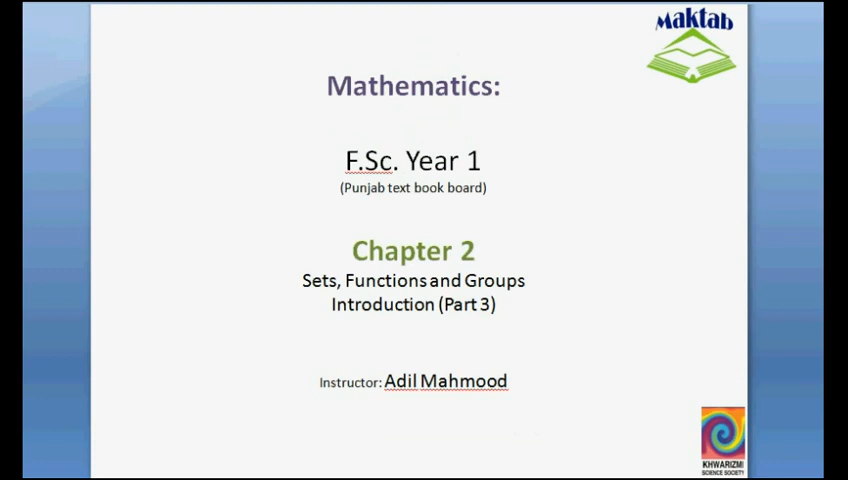 Maktab
Mathematics:
F.Sc. Year 1
(Punjab text book board)
Chapter 2
Sets, Functions and Groups
Introduction (Part 3)
Instructor: Adil Mahmood
KHWARIZMI
SCIENCE SOCIETY